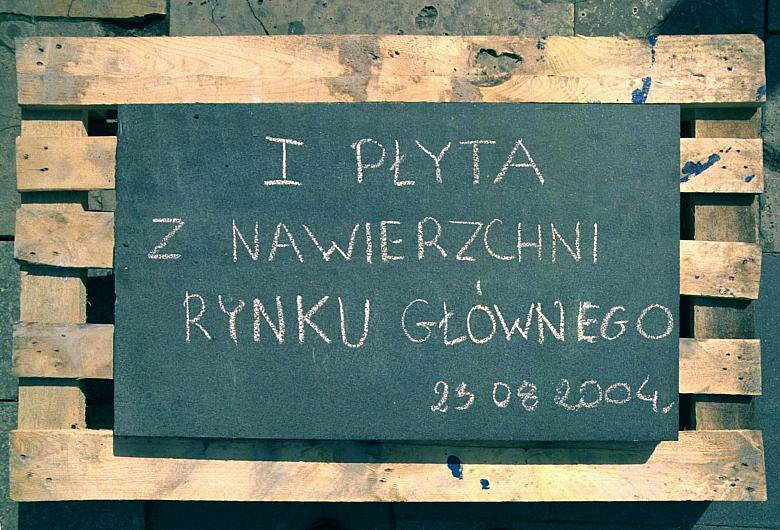 I PŁYTA
Z NAWIERZCHNI
RYNKU GŁÓWNEGO
23 08 2004.